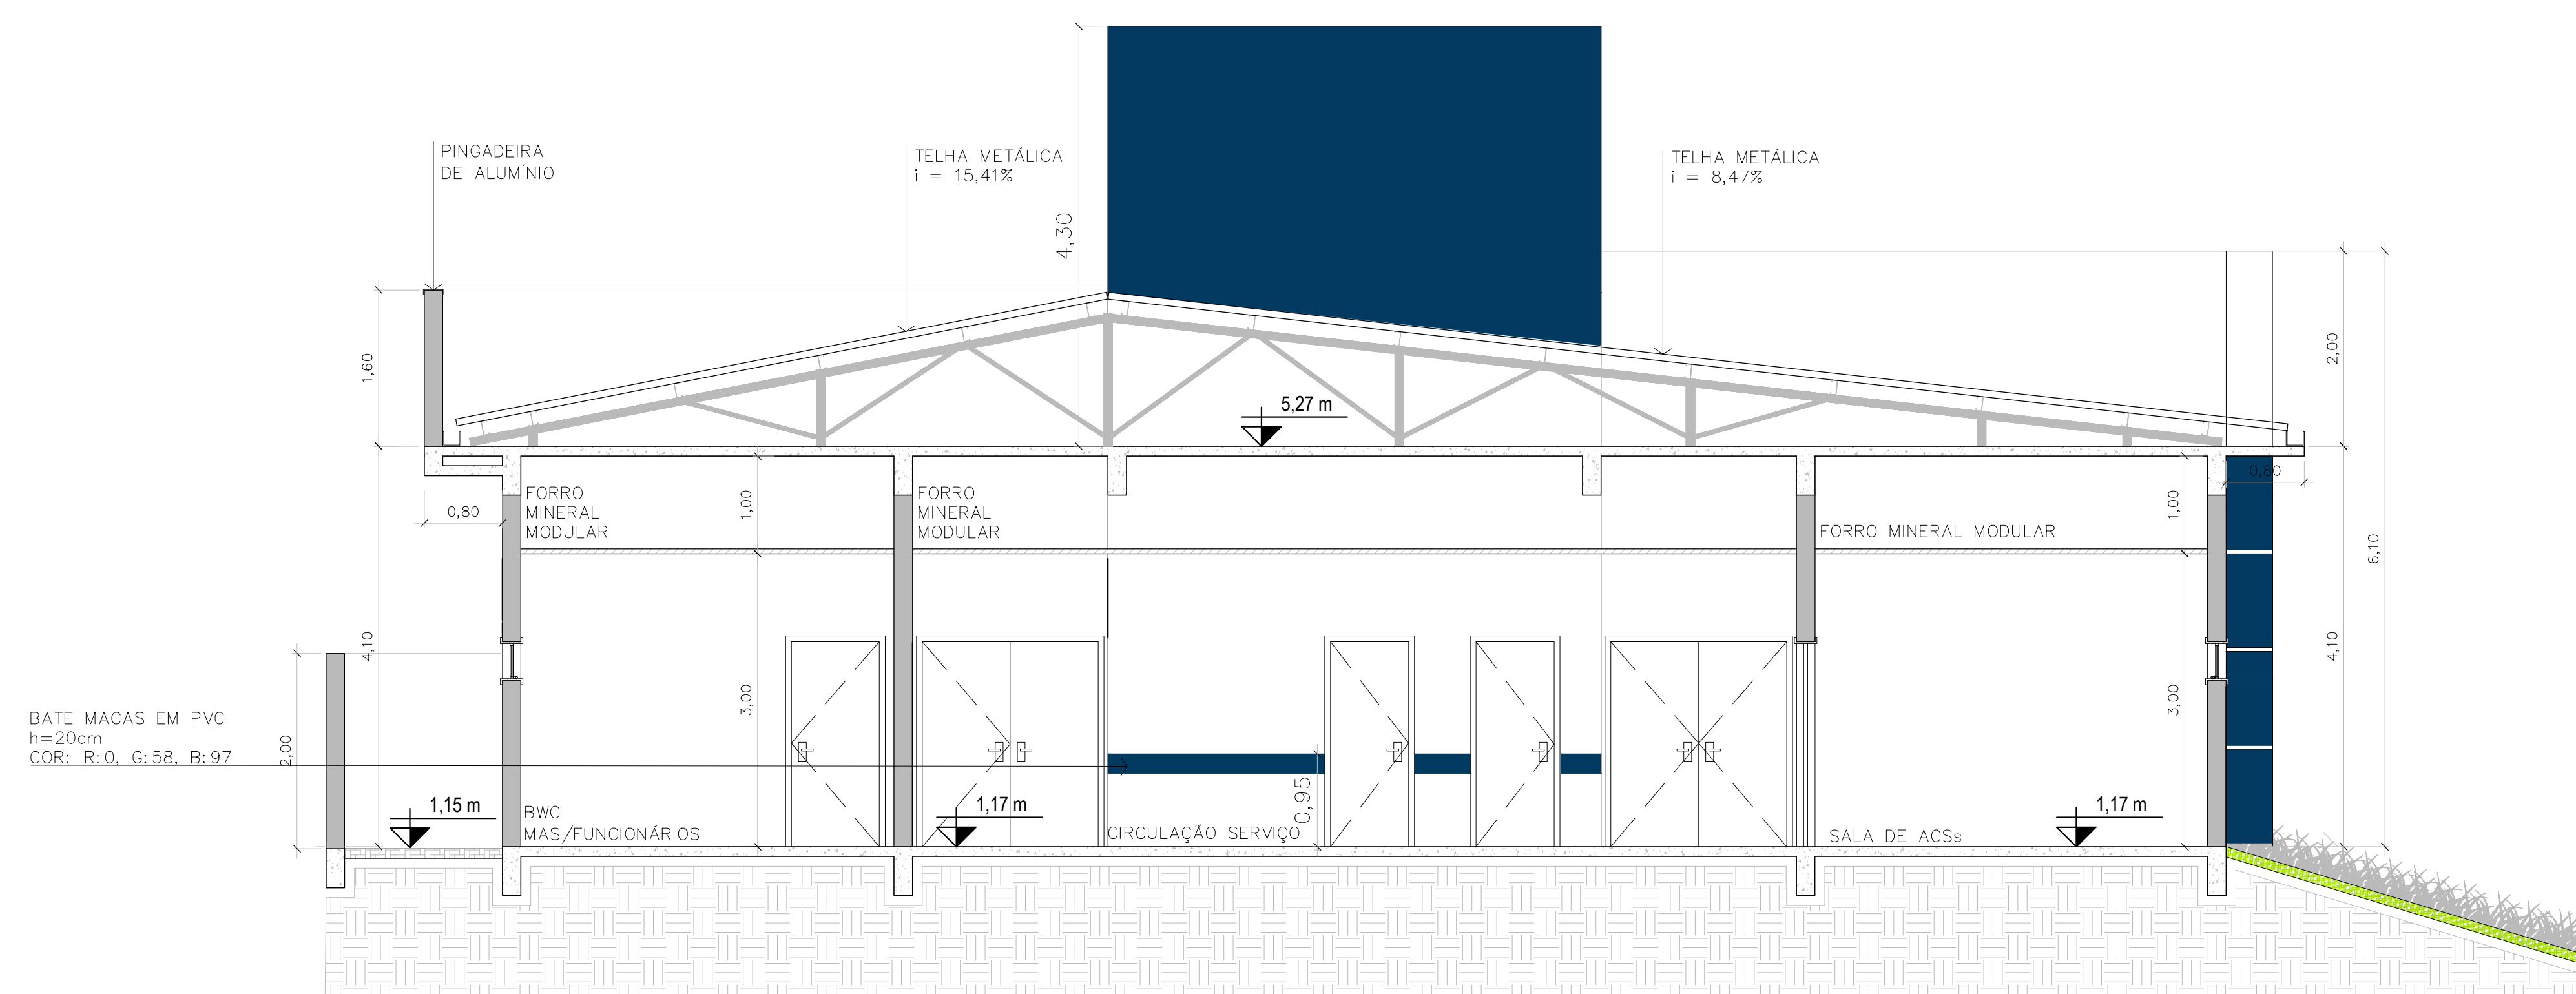 4,30
PINGADEIRA
DE ALUMÍNIO
TELHA METÁLICA
i = 15,41%
TELHA METÁLICA
i = 8,47%
1,60
2,00
5,27 m
0,80
0,80
FORRO
MINERAL
MODULAR
1,00
FORRO
MINERAL
MODULAR
FORRO MINERAL MODULAR
1,00
6,10
4,10
4,10
3,00
3,00
BATE MACAS EM PVC
h=20cm
COR: R:0, G:58, B:97
2,00
0,95
1,15 m
1,17 m
1,17 m
BWC
MAS/FUNCIONÁRIOS
CIRCULAÇÃO SERVIÇO
SALA DE ACSs